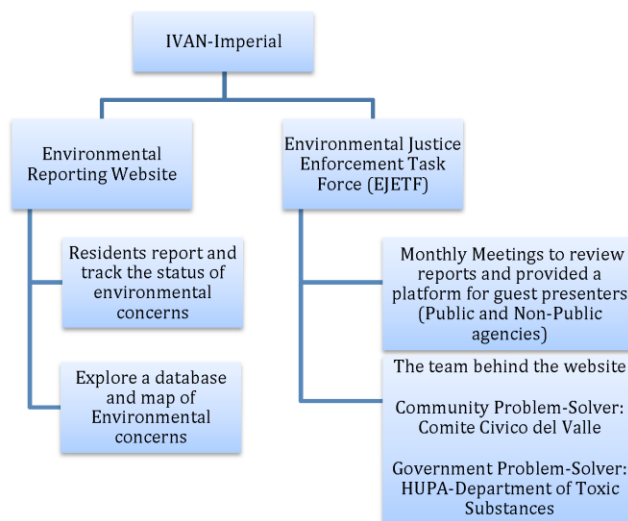 IVAN-Imperial
Environmental
Reporting Website
Residents report and
track the status of
environmental
concerns
Explore a database
and map of
Environmental
concerns
Environmental Justice
Enforcement Task
Force (EJETF)
Monthly Meetings to review
reports and provided a
platform for guest presenters
(Public and Non-Public
agencies)
The team behind the website
Community Problem-Solver:
Comite Civico del Valle
Government Problem-Solver:
HUPA-Department of Toxic
Substances